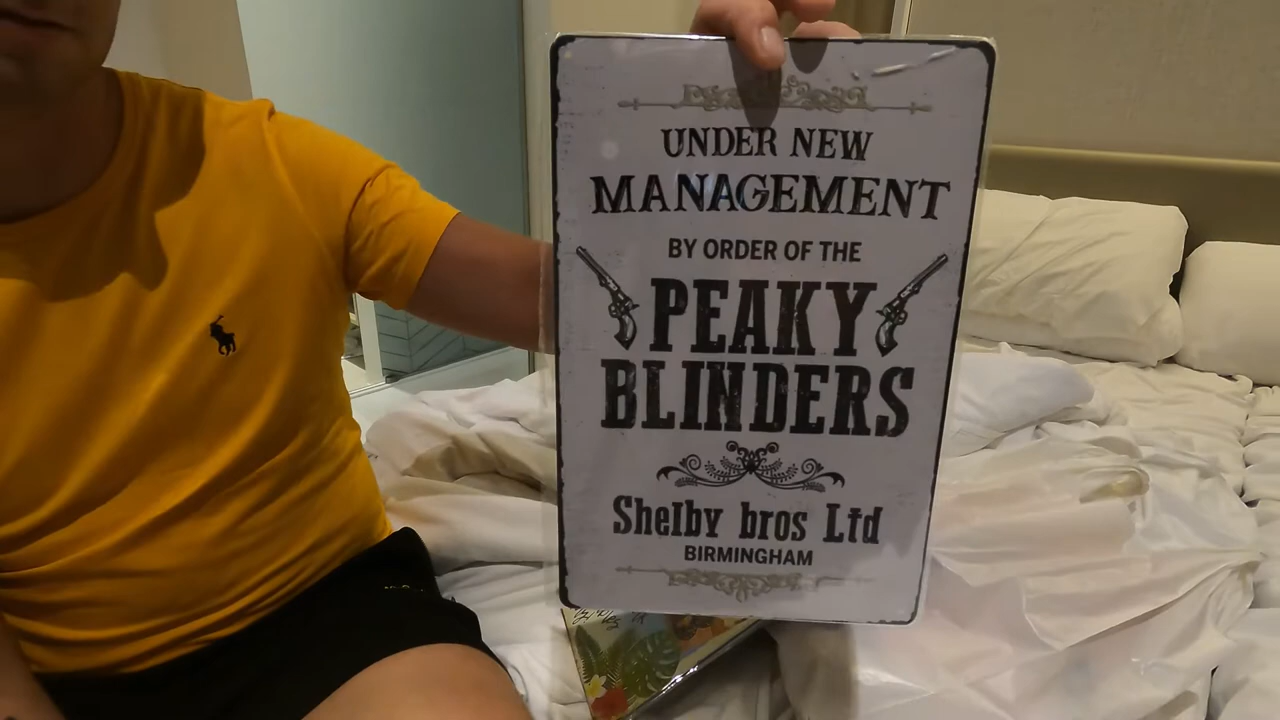 UNDER NEW
MANAGEMENT
BY ORDER OF THE
PEAKY
BLINDERS
Shelby bros Ltd
BIRMINGHAM